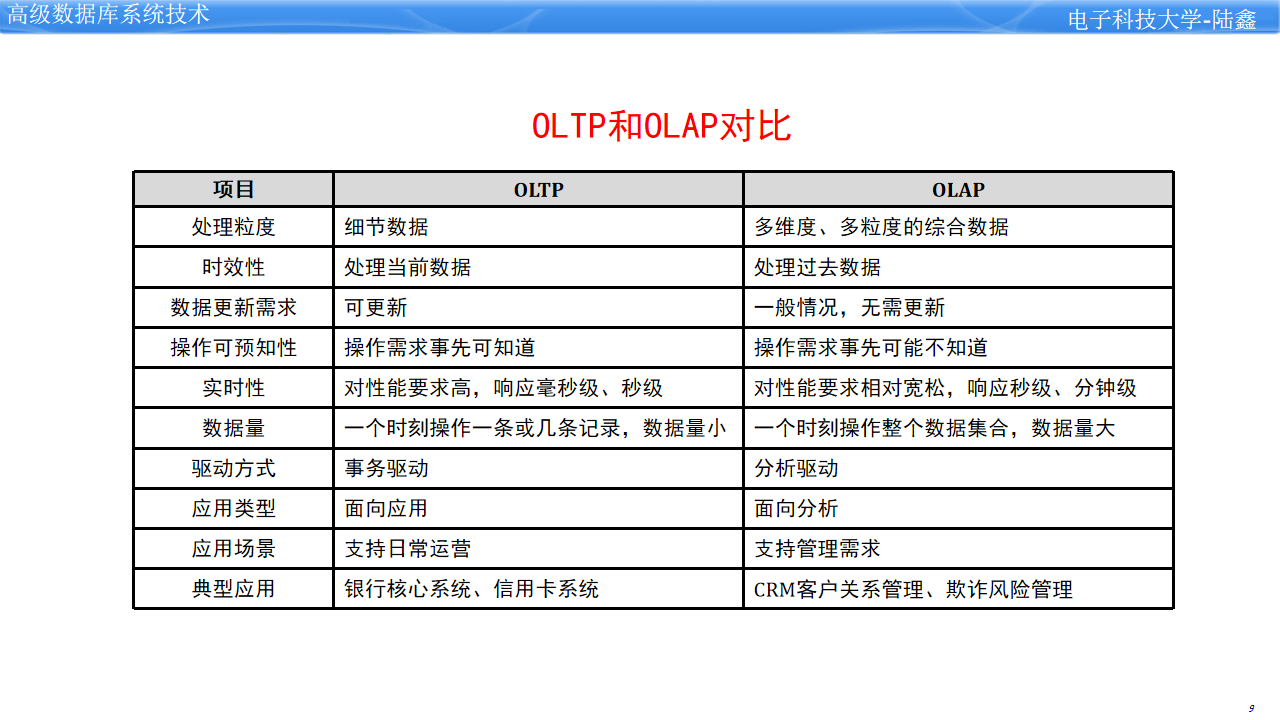 高级数据库系统技术
电子科技大学-陆鑫
OLTP和OLAP对比
项目 OLTP OLAP
处理粒度 细节数据 多维度、多粒度的综合数据
时效性 处理当前数据 处理过去数据
数据更新需求 可更新 一般情况，无需更新
操作可预知性 操作需求事先可知道 操作需求事先可能不知道
实时性 对性能要求高，响应毫秒级、秒级 对性能要求相对宽松，响应秒级、分钟级
数据量 一个时刻操作一条或几条记录，数据量小 一个时刻操作整个数据集合，数据量大
驱动方式 事务驱动 分析驱动
应用类型 面向应用 面向分析
应用场景 支持日常运营 支持管理需求
典型应用 银行核心系统、信用卡系统 CRM客户关系管理、欺诈风险管理
9